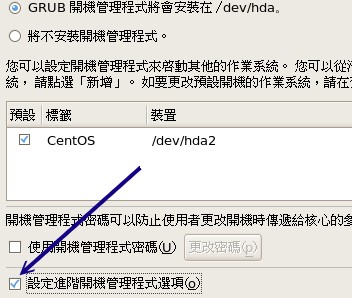 GRUB 開機管理程式將會安裝在 /dev/hda。
將不安裝開機管理程式。
您可以設定開機管理程式來啓動其他的作業系統。 您可以從
統， 請點選「新增」。 如要更改預設開機的作業系統，請在
預設 標籤 裝置
CentOS /dev/hda2
開機管理程式密碼可以防止使用者更改開機時傳遞給核心的參
使用開機管理程式密碼(U) 更改密碼(p)
設定進階開機管理程式選項(o)